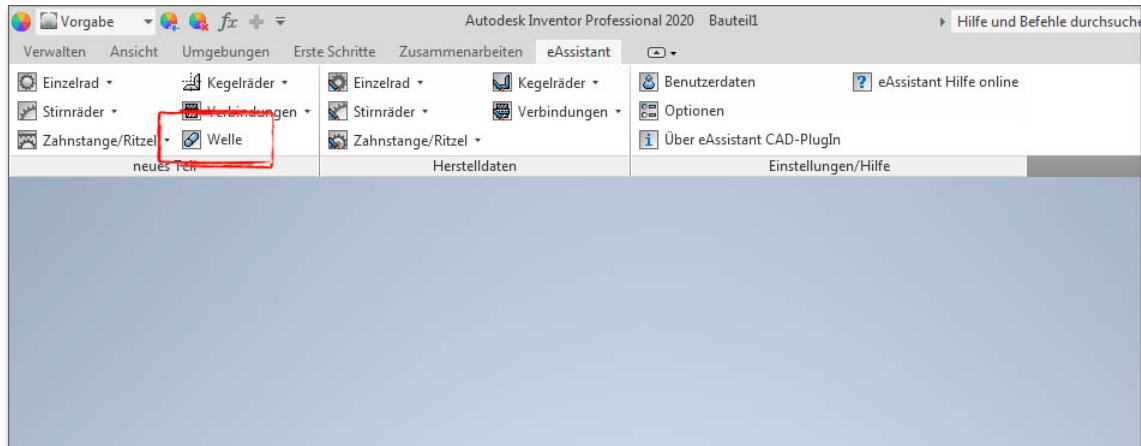 Vorgabe fx Autodesk Inventor Professional 2020 Bauteil1 Hilfe und Befehle durchsuche
Verwalten Ansicht Umgebungen Erste Schritte Zusammenarbeiten eAssistant
Einzelrad Kegelräder Einzelrad Kegelräder Benutzerdaten ? eAssistant Hilfe online
Stirnräder Verbindungen Stirnräder Verbindungen Optionen
Zahnstange/Ritzel Welle Zahnstange/Ritzel i Über eAssistant CAD-PlugIn
neues Teil Herstelldaten Einstellungen/Hilfe